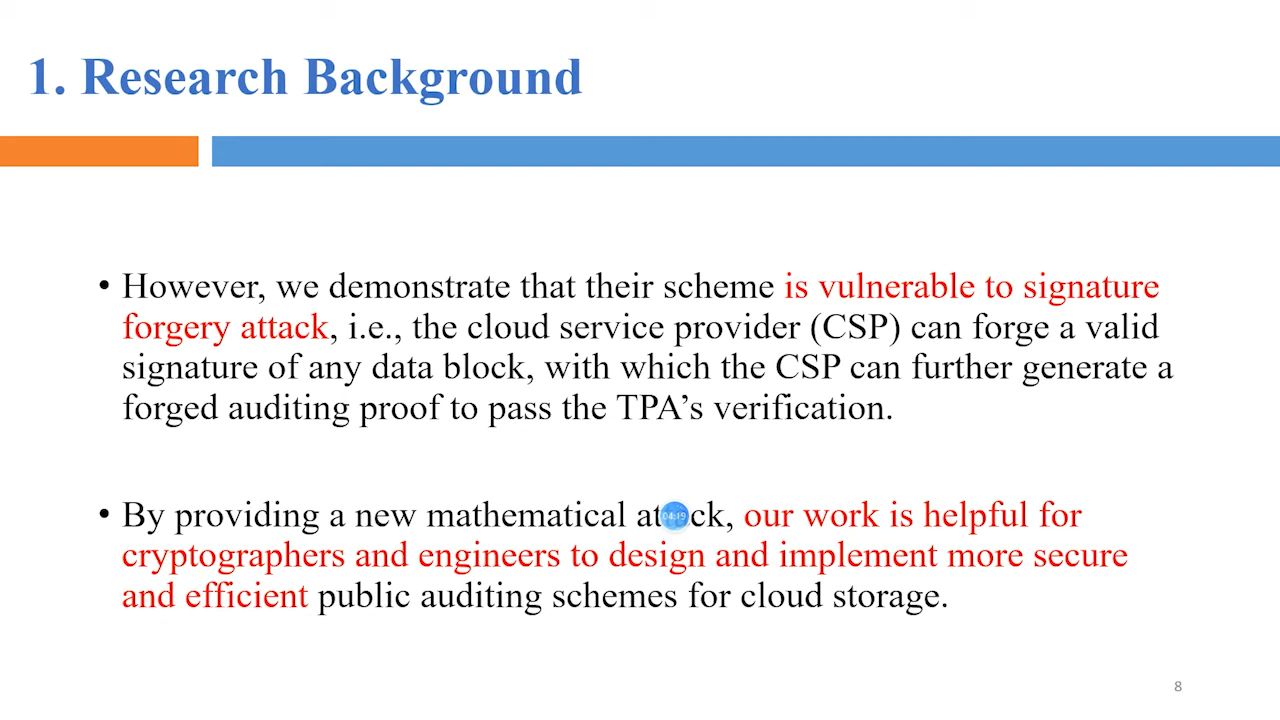 1. Research Background
• However, we demonstrate that their scheme is vulnerable to signature
forgery attack, i.e., the cloud service provider (CSP) can forge a valid
signature of any data block, with which the CSP can further generate a
forged auditing proof to pass the TPA’s verification.
• By providing a new mathematical attack, our work is helpful for
cryptographers and engineers to design and implement more secure
and efficient public auditing schemes for cloud storage.
04:19
8